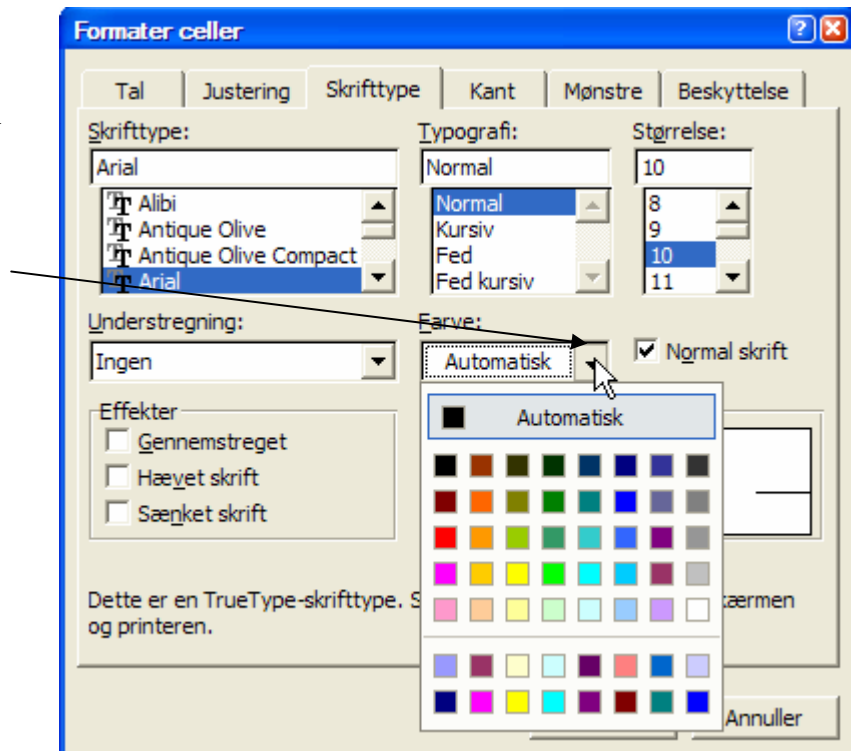 Formater celler
Tal Justering Skrifttype Kant Mønstre Beskyttelse
Skrifttype: Typografi: Størrelse:
Arial Normal 10
Alibi Normal 8
Antique Olive Kursiv 9
Antique Olive Compact Fed 10
Arial Fed kursiv 11
Understregning: Farve:
Ingen Automatisk Normal skrift
Effekter Automatisk
Gennemstreget
Hævet skrift
Sænket skrift
Dette er en TrueType-skrifttype. S ærmen
og printeren.
Annuller